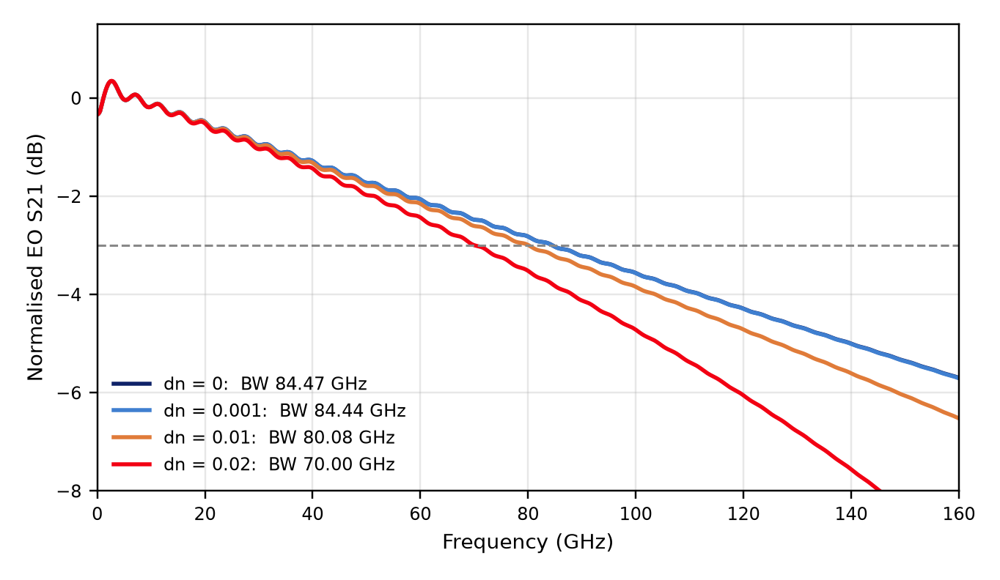 Normalised EO S21 (dB)
0
−2
−4
−6
−8
dn = 0:  BW 84.47 GHz
dn = 0.001:  BW 84.44 GHz
dn = 0.01:  BW 80.08 GHz
dn = 0.02:  BW 70.00 GHz
0 20 40 60 80 100 120 140 160
Frequency (GHz)